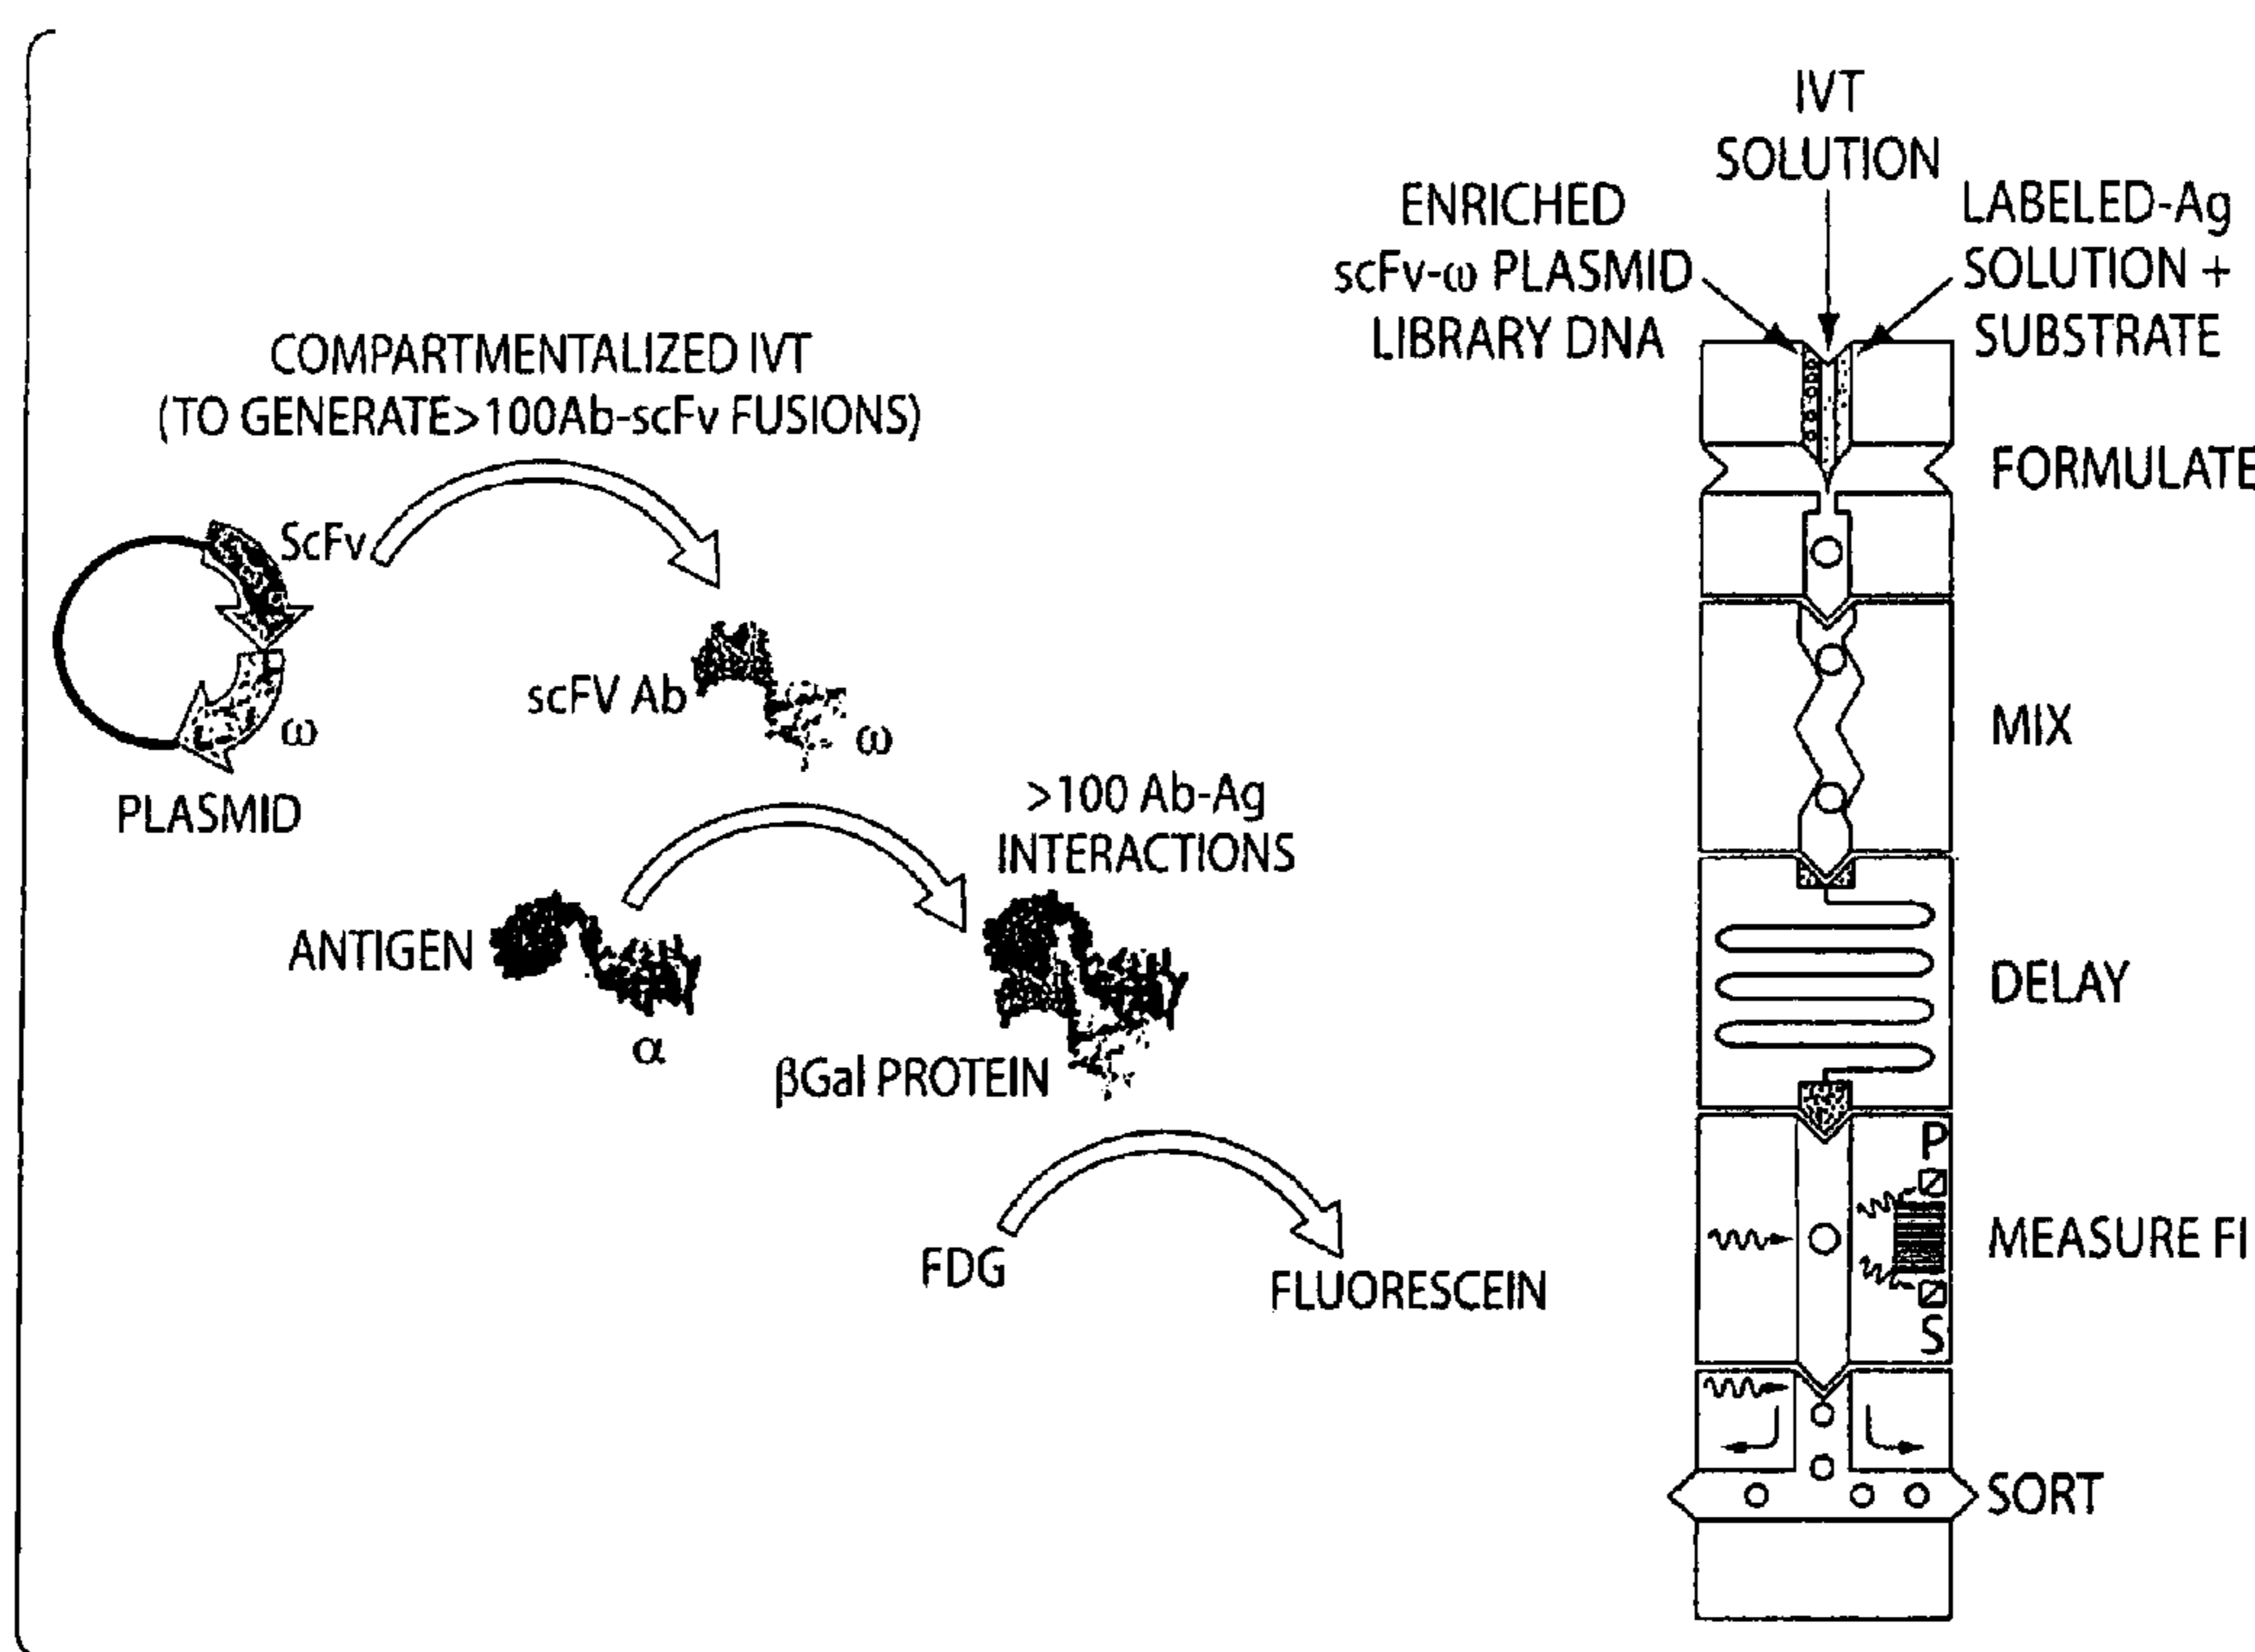 COMPARTMENTALIZED IVT
(TO GENERATE>100Ab-scFv FUSIONS)
ScFv
ω
PLASMID
scFV Ab
ω
>100 Ab-Ag
INTERACTIONS
ANTIGEN
α
βGal PROTEIN
FDG
FLUORESCEIN
IVT
SOLUTION
ENRICHED
scFv-ω PLASMID
LIBRARY DNA
LABELED-Ag
SOLUTION +
SUBSTRATE
FORMULATE
MIX
DELAY
P
MEASURE FI
S
SORT